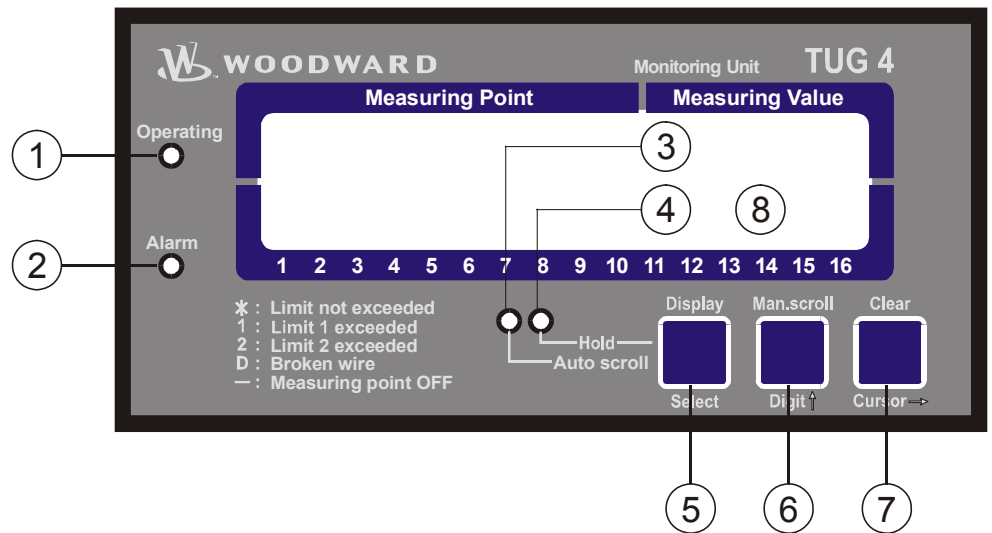 WOODWARD
Monitoring Unit TUG 4
Measuring Point Measuring Value
Operating
1
3
4 8
Alarm
2
1 2 3 4 5 6 7 8 9 10 11 12 13 14 15 16
* : Limit not exceeded
1 : Limit 1 exceeded
2 : Limit 2 exceeded
D : Broken wire
— : Measuring point OFF
Hold
Auto scroll
Display Man.scroll Clear
Select Digit↑ Cursor→
5 6 7